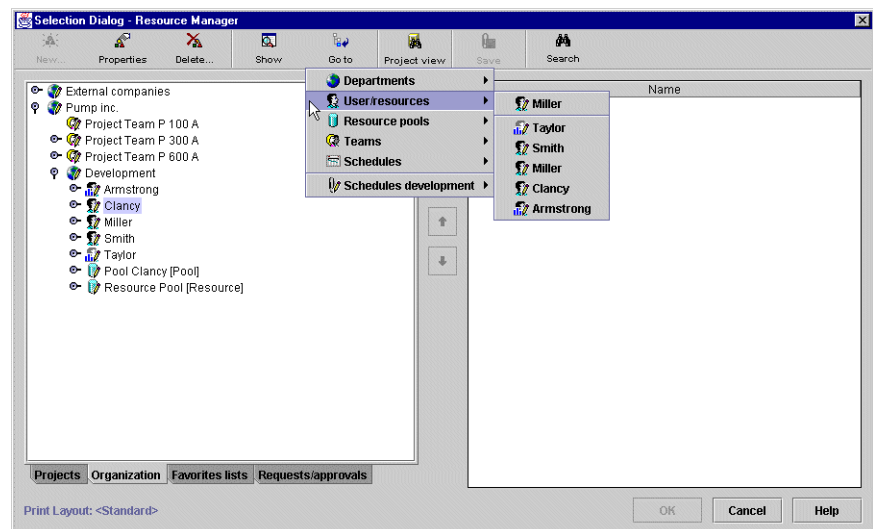 Selection Dialog - Resource Manager
New... Properties Delete... Show Go to Project view Save Search
Departments
User/resources
Resource pools
Teams
Schedules
Schedules development
Miller
Taylor
Smith
Miller
Clancy
Armstrong
Name
External companies
Pump inc.
Project Team P 100 A
Project Team P 300 A
Project Team P 600 A
Development
Armstrong
Clancy
Miller
Smith
Taylor
Pool Clancy [Pool]
Resource Pool [Resource]
Projects Organization Favorites lists Requests/approvals
Print Layout: <Standard>
OK Cancel Help